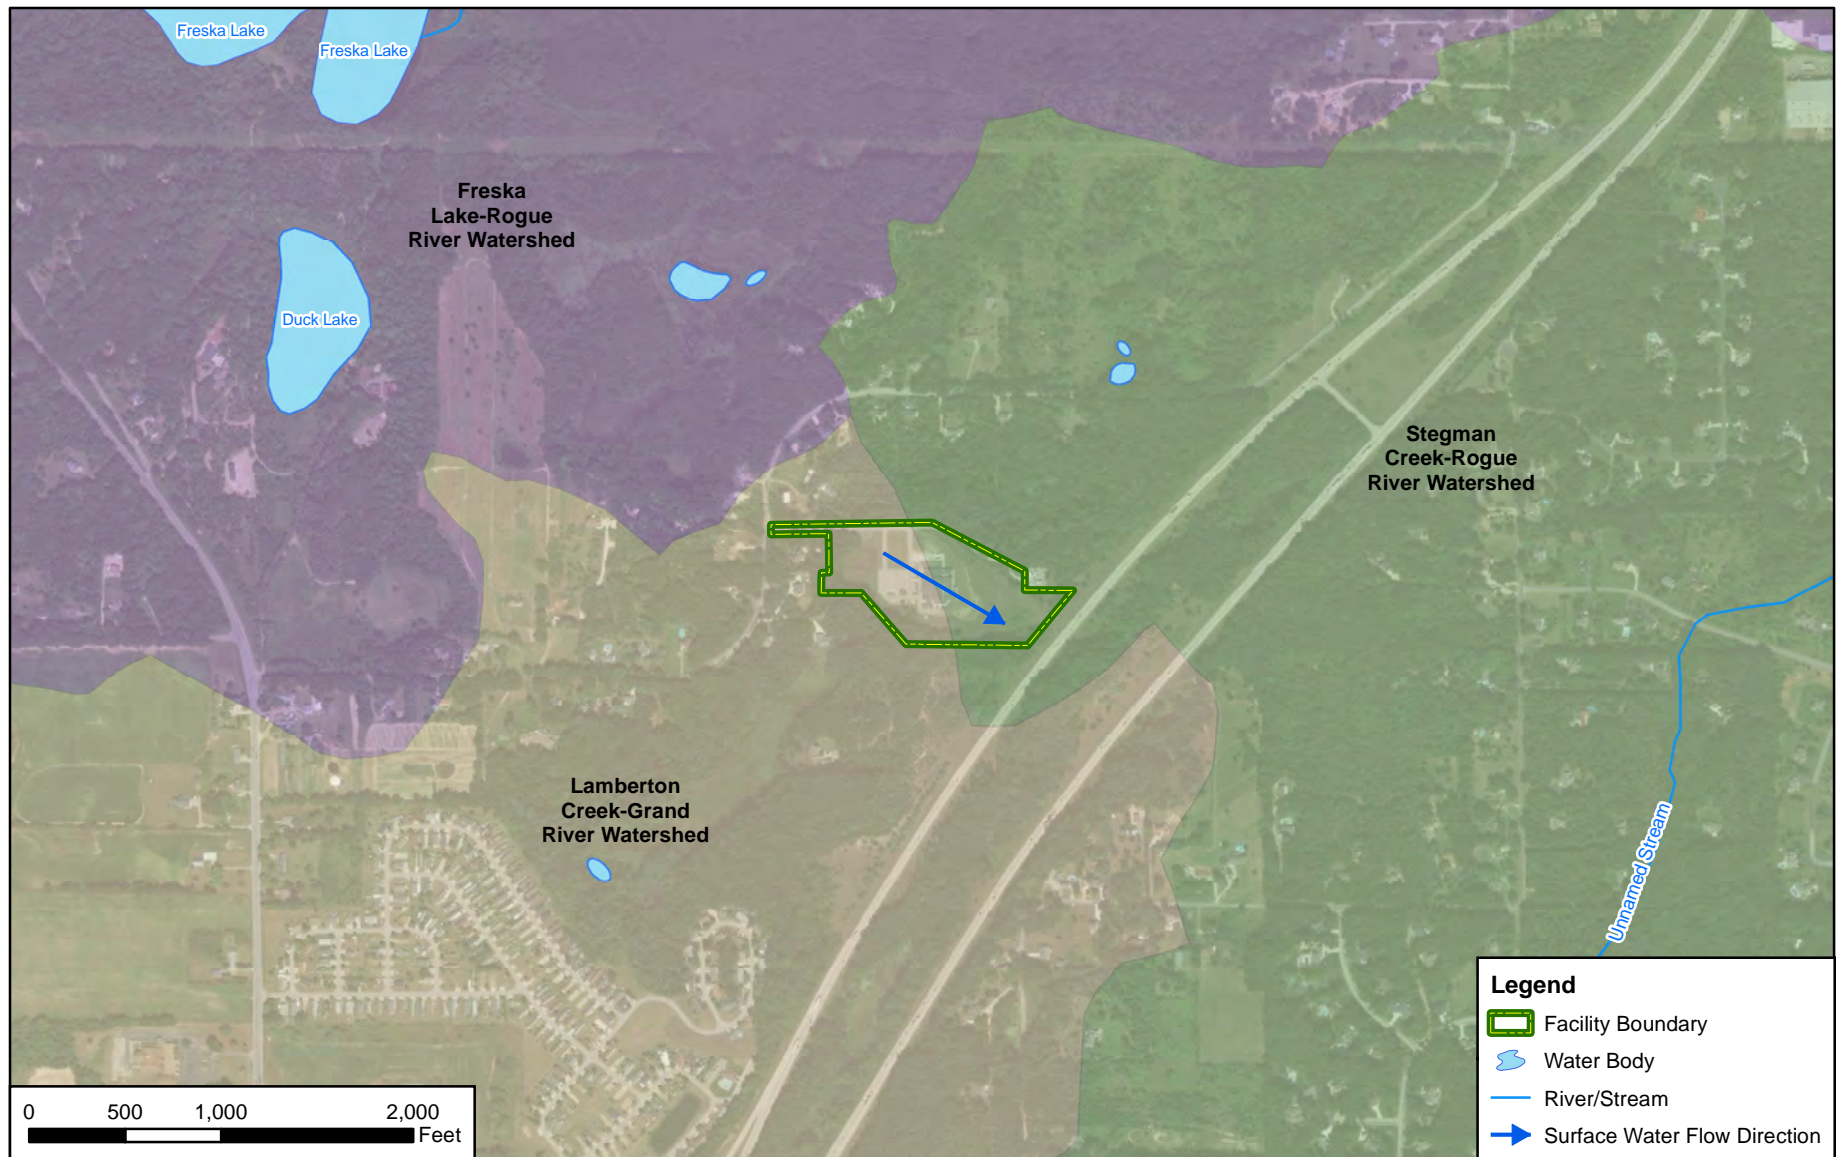 Freska Lake
Freska Lake
Freska
Lake-Rogue
River Watershed
Duck Lake
Stegman
Creek-Rogue
River Watershed
Lamberton
Creek-Grand
River Watershed
Unnamed Stream
Legend
Facility Boundary
Water Body
River/Stream
Surface Water Flow Direction
0 500 1,000 2,000
Feet